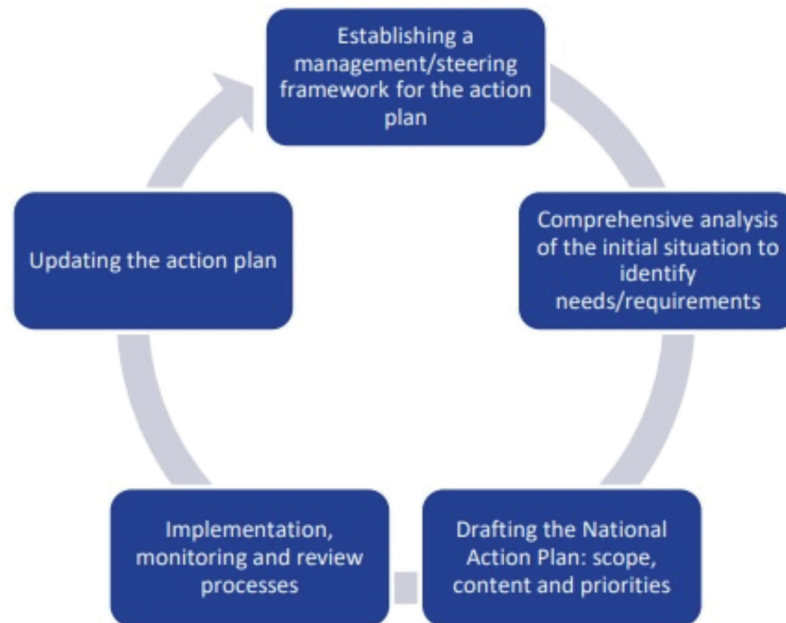 Establishing a
management/steering
framework for the action
plan
Comprehensive analysis
of the initial situation to
identify
needs/requirements
Drafting the National
Action Plan: scope,
content and priorities
Implementation,
monitoring and review
processes
Updating the action plan